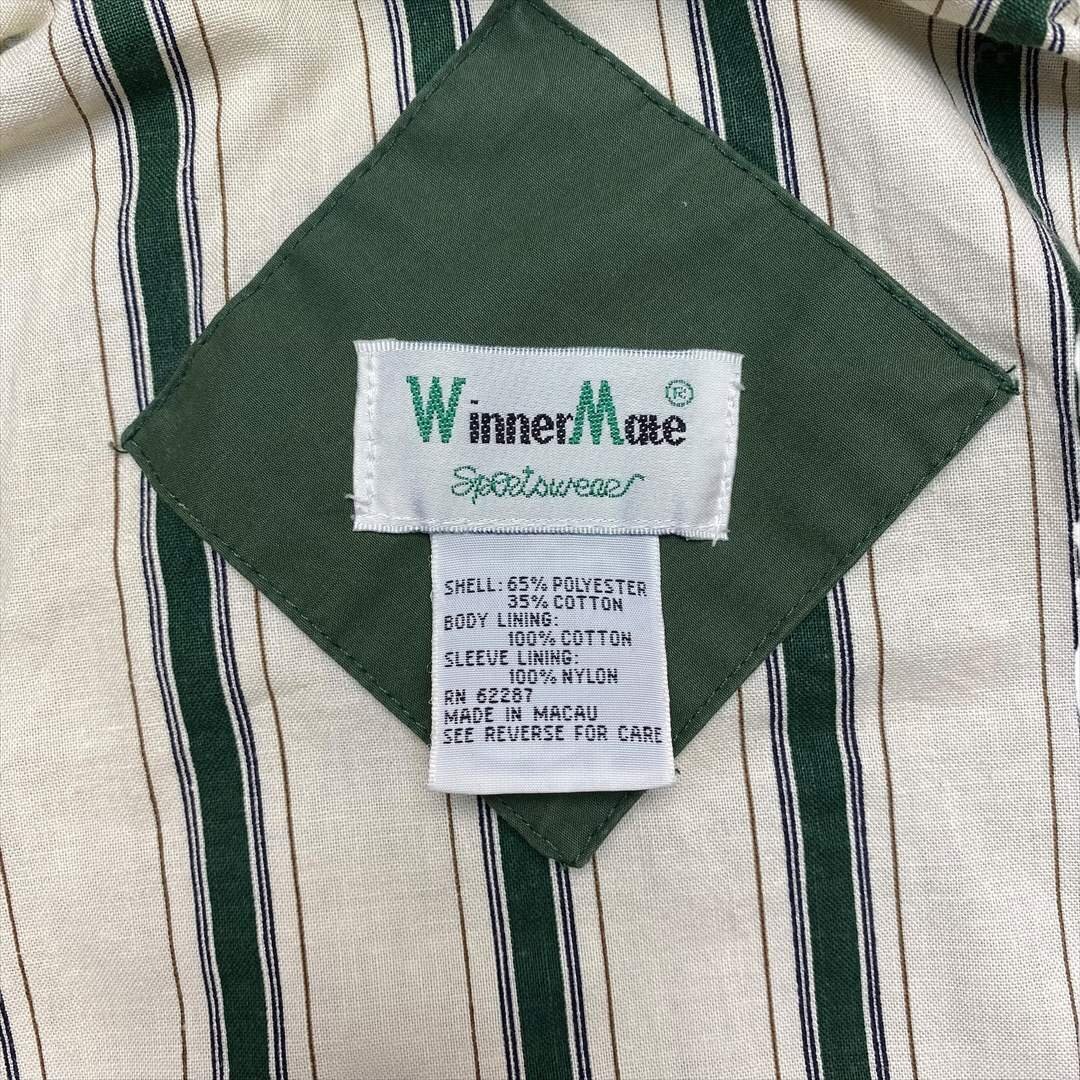 WinnerMate ®
Sportswear
SHELL: 65% POLYESTER
35% COTTON
BODY LINING:
100% COTTON
SLEEVE LINING:
100% NYLON
RN 62287
MADE IN MACAU
SEE REVERSE FOR CARE